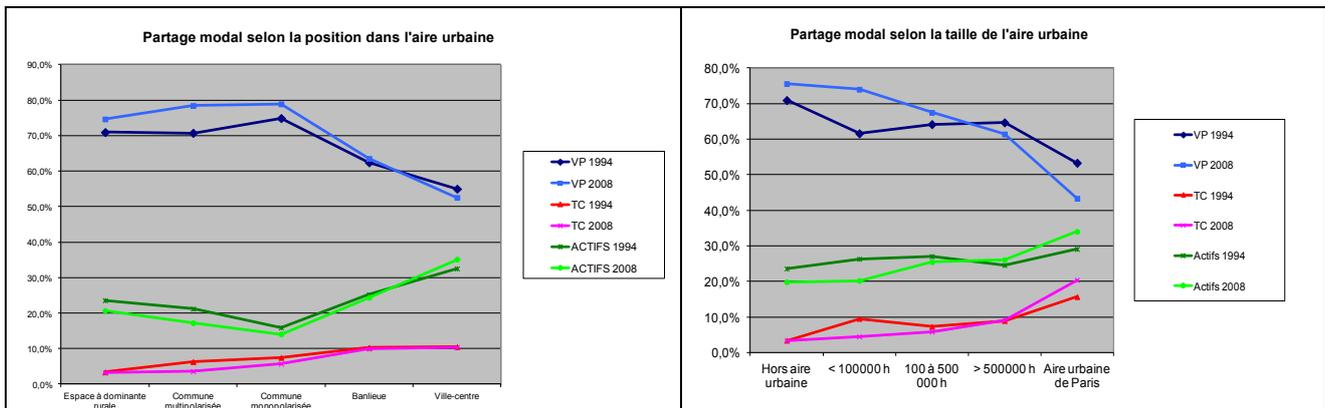 Partage modal selon la position dans l'aire urbaine
90,0%
80,0%
70,0%
60,0%
50,0%
40,0%
30,0%
20,0%
10,0%
0,0%
Espace à dominante
rurale
Commune
multipolarisée
Commune
monopolarisée
Banlieue
Ville-centre
VP 1994
VP 2008
TC 1994
TC 2008
ACTIFS 1994
ACTIFS 2008
Partage modal selon la taille de l'aire urbaine
80,0%
70,0%
60,0%
50,0%
40,0%
30,0%
20,0%
10,0%
0,0%
Hors aire
urbaine
< 100000 h
100 à 500
000 h
> 500000 h
Aire urbaine
de Paris
VP 1994
VP 2008
TC 1994
TC 2008
Actifs 1994
Actifs 2008